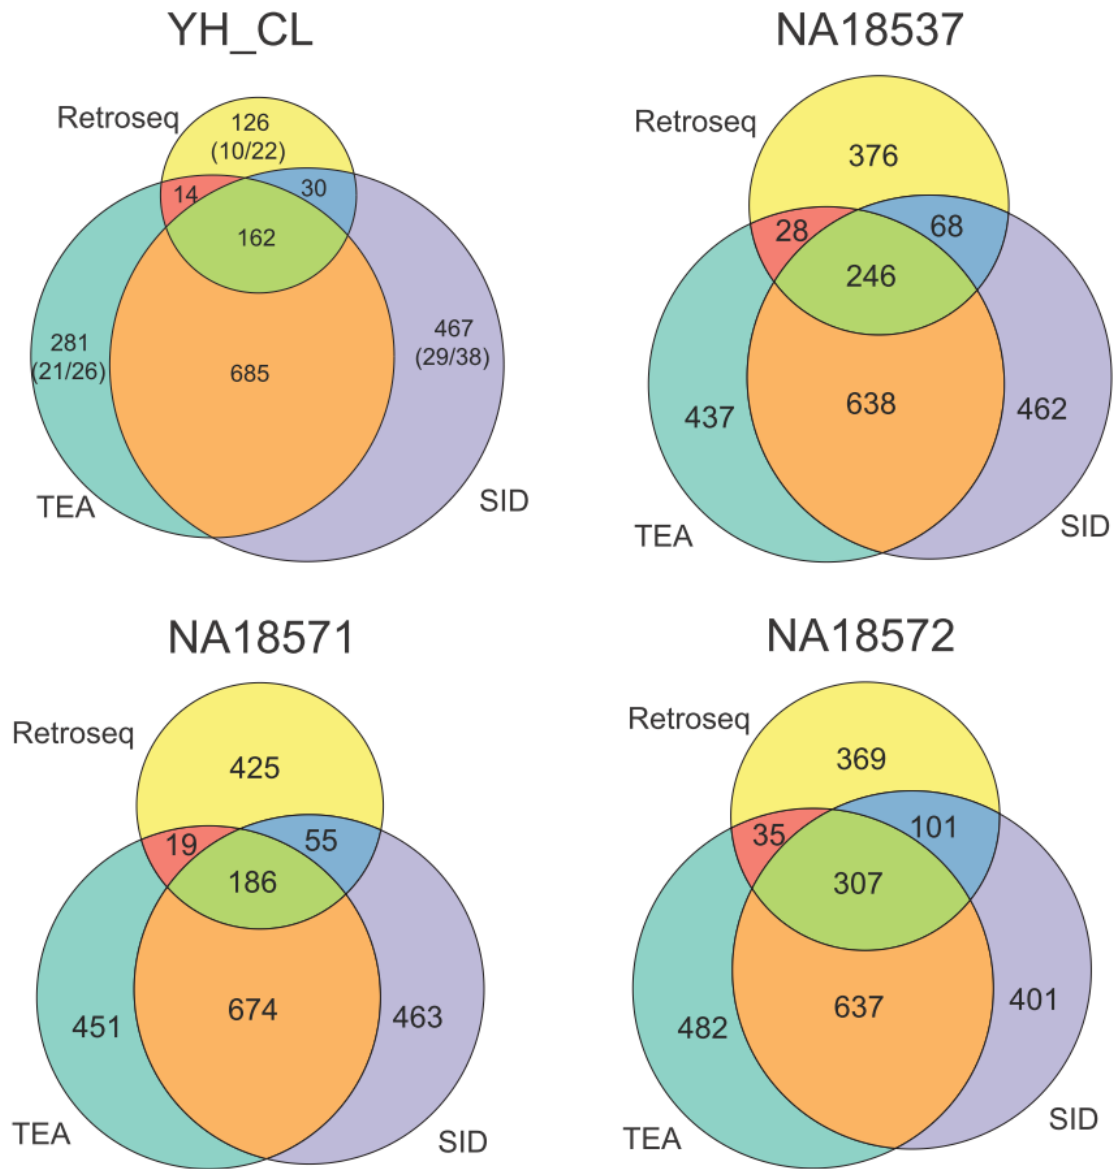 YH_CL
Retroseq
126
(10/22)
14
30
162
281
(21/26)
685
467
(29/38)
TEA
SID
NA18537
Retroseq
376
28
68
246
437
638
462
TEA
SID
NA18571
Retroseq
425
19
55
186
451
674
463
TEA
SID
NA18572
Retroseq
369
35
101
307
482
637
401
TEA
SID